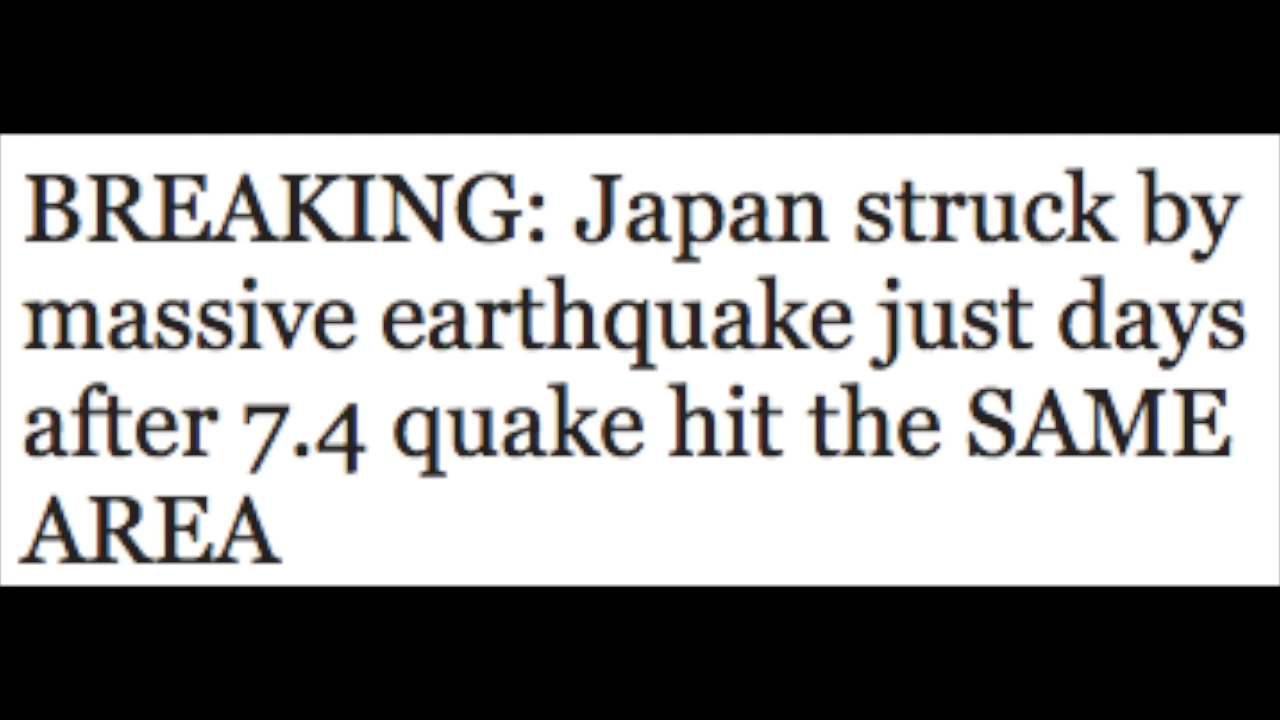 BREAKING: Japan struck by
massive earthquake just days
after 7.4 quake hit the SAME
AREA